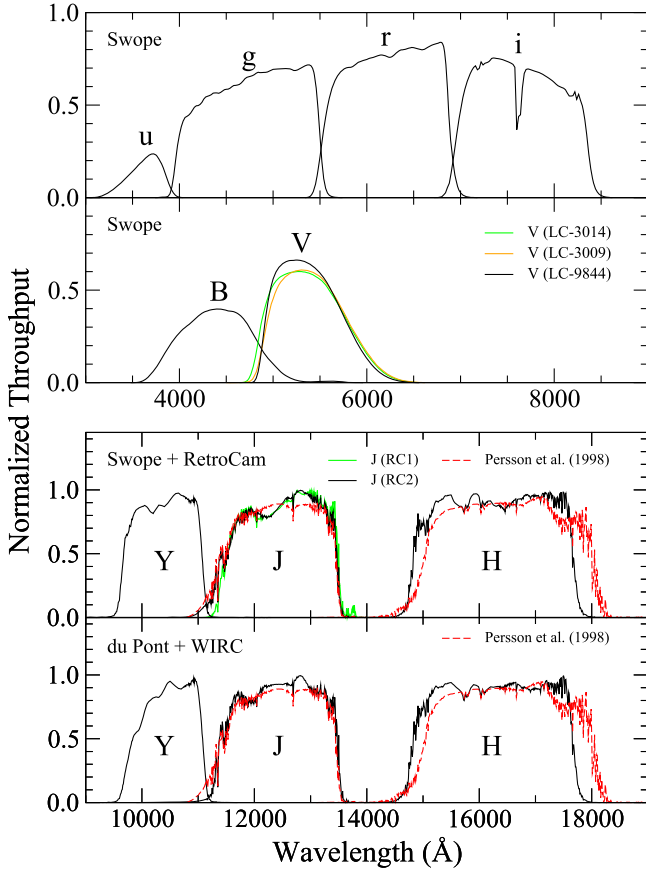 Swope
u
g
r
i
1.0
0.5
0.0
Swope
B
V
V (LC-3014)
V (LC-3009)
V (LC-9844)
0.5
0.0
4000 6000 8000
Normalized Throughput
Swope + RetroCam
J (RC1)
J (RC2)
Persson et al. (1998)
Y
J
H
1.0
0.5
0.0
du Pont + WIRC
Persson et al. (1998)
Y
J
H
1.0
0.5
0.0
10000 12000 14000 16000 18000
Wavelength (Å)